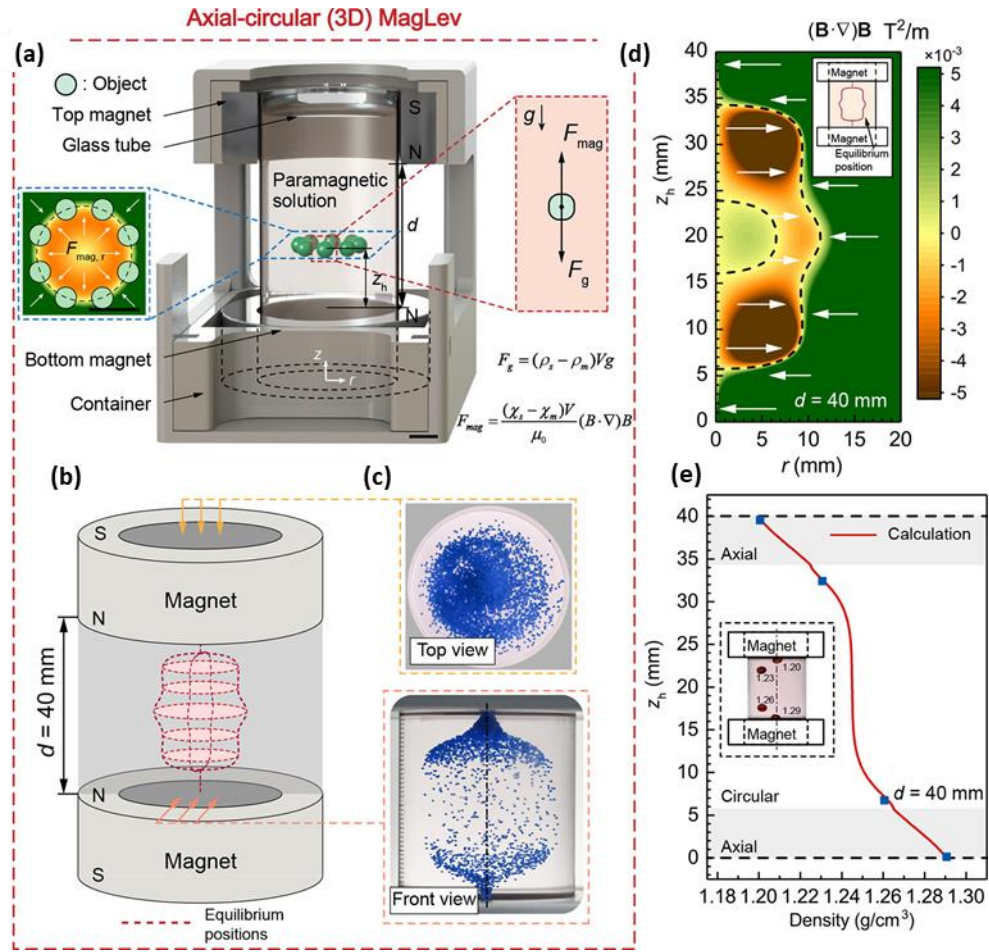 Axial-circular (3D) MagLev
(a)
: Object
Top magnet
Glass tube
S
N
Paramagnetic
solution
d
z_h
N
F_mag, r
Bottom magnet
Container
z
r
g
F_mag
F_g
F_g = (ρ_s − ρ_m)Vg
F_mag = (χ_s − χ_m)V / μ_0 (B·∇)B
(b)
S
N
Magnet
d = 40 mm
N
Magnet
S
Equilibrium
positions
(c)
Top view
Front view
(d)
(B·∇)B T²/m
×10⁻³
Magnet
Magnet
Equilibrium
position
z_h (mm)
40
35
30
25
20
15
10
5
0
d = 40 mm
0 5 10 15 20
r (mm)
5
4
3
2
1
0
-1
-2
-3
-4
-5
(e)
40
35
30
25
20
15
10
5
0
z_h (mm)
Calculation
Axial
Magnet
1.20
1.23
1.26
1.29
Magnet
d = 40 mm
Circular
Axial
1.18 1.20 1.22 1.24 1.26 1.28 1.30
Density (g/cm³)